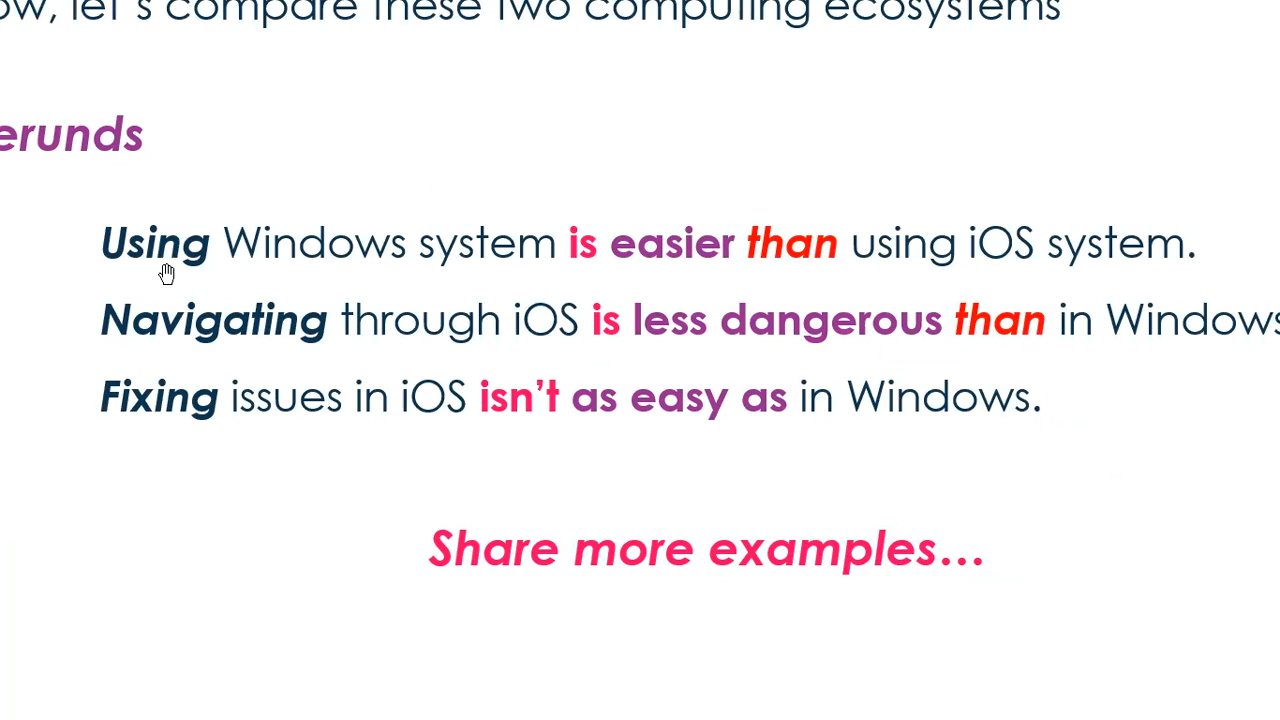 ow, let's compare these two computing ecosystems
erunds
Using Windows system is easier than using iOS system.
Navigating through iOS is less dangerous than in Windows
Fixing issues in iOS isn't as easy as in Windows.
Share more examples…